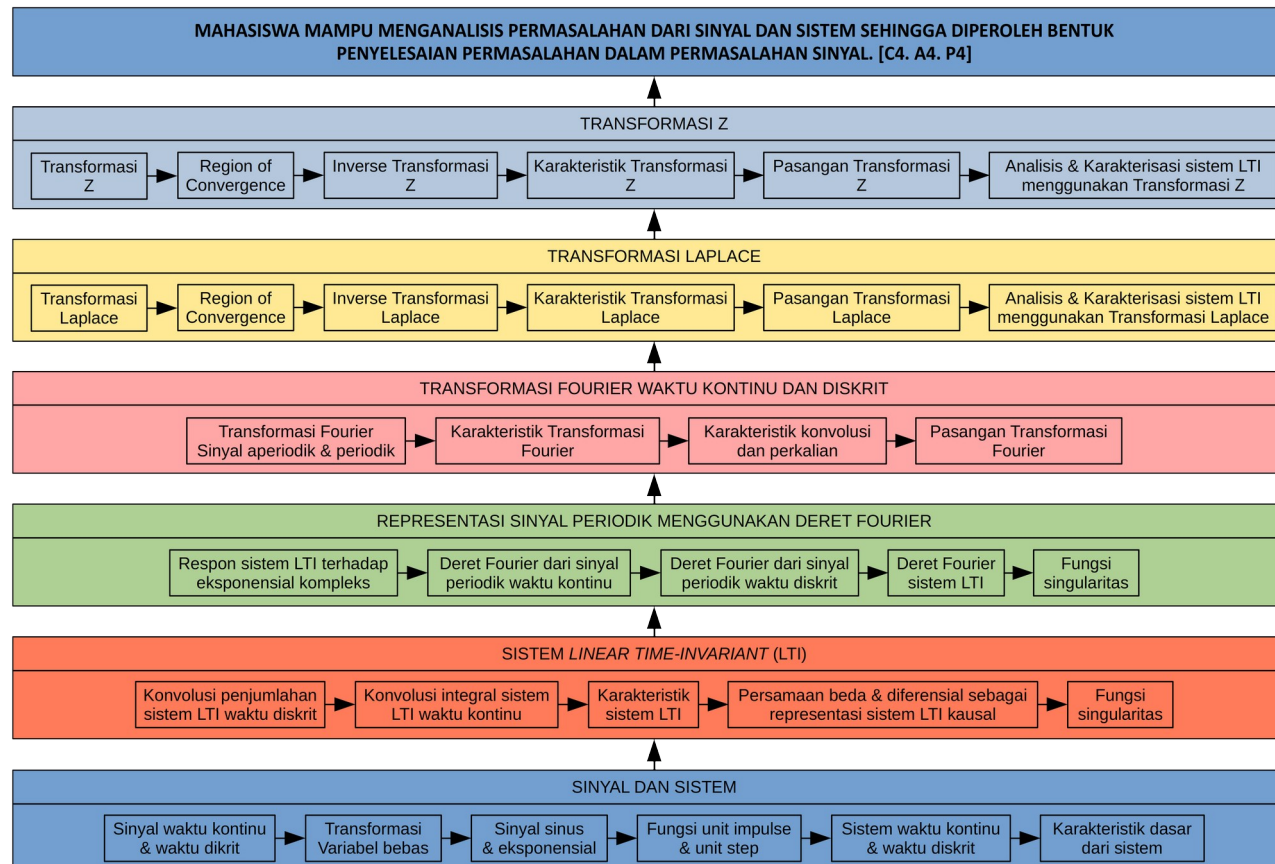 MAHASISWA MAMPU MENGANALISIS PERMASALAHAN DARI SINYAL DAN SISTEM SEHINGGA DIPEROLEH BENTUK
PENYELESAIAN PERMASALAHAN DALAM PERMASALAHAN SINYAL. [C4. A4. P4]
TRANSFORMASI Z
Transformasi
Z
Region of
Convergence
Inverse Transformasi
Z
Karakteristik Transformasi
Z
Pasangan Transformasi
Z
Analisis & Karakterisasi sistem LTI
menggunakan Transformasi Z
TRANSFORMASI LAPLACE
Transformasi
Laplace
Region of
Convergence
Inverse Transformasi
Laplace
Karakteristik Transformasi
Laplace
Pasangan Transformasi
Laplace
Analisis & Karakterisasi sistem LTI
menggunakan Transformasi Laplace
TRANSFORMASI FOURIER WAKTU KONTINU DAN DISKRIT
Transformasi Fourier
Sinyal aperiodik & periodik
Karakteristik Transformasi
Fourier
Karakteristik konvolusi
dan perkalian
Pasangan Transformasi
Fourier
REPRESENTASI SINYAL PERIODIK MENGGUNAKAN DERET FOURIER
Respon sistem LTI terhadap
eksponensial kompleks
Deret Fourier dari sinyal
periodik waktu kontinu
Deret Fourier dari sinyal
periodik waktu diskrit
Deret Fourier
sistem LTI
Fungsi
singularitas
SISTEM LINEAR TIME-INVARIANT (LTI)
Konvolusi penjumlahan
sistem LTI waktu diskrit
Konvolusi integral sistem
LTI waktu kontinu
Karakteristik
sistem LTI
Persamaan beda & diferensial sebagai
representasi sistem LTI kausal
Fungsi
singularitas
SINYAL DAN SISTEM
Sinyal waktu kontinu
& waktu dikrit
Transformasi
Variabel bebas
Sinyal sinus
& eksponensial
Fungsi unit impulse
& unit step
Sistem waktu kontinu
& waktu diskrit
Karakteristik dasar
dari sistem